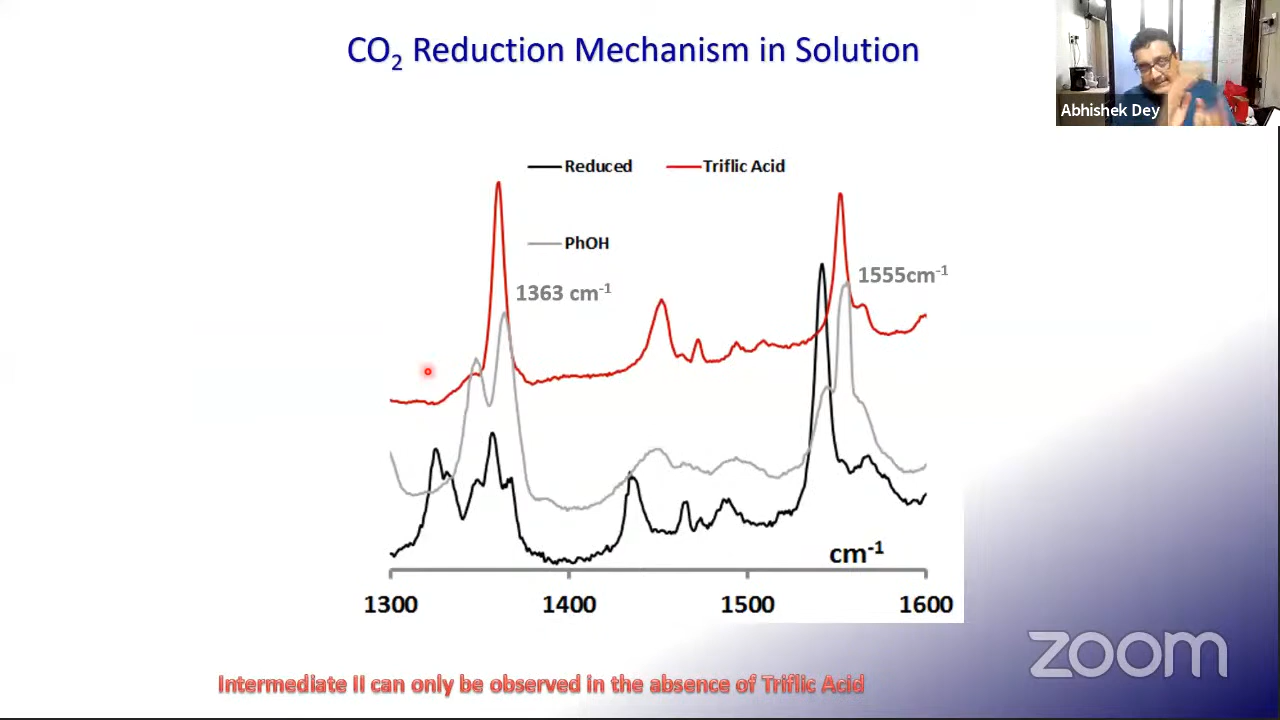 CO2 Reduction Mechanism in Solution
Abhishek Dey
Reduced
Triflic Acid
PhOH
1363 cm-1
1555cm-1
cm-1
1300 1400 1500 1600
zoom
Intermediate II can only be observed in the absence of Triflic Acid